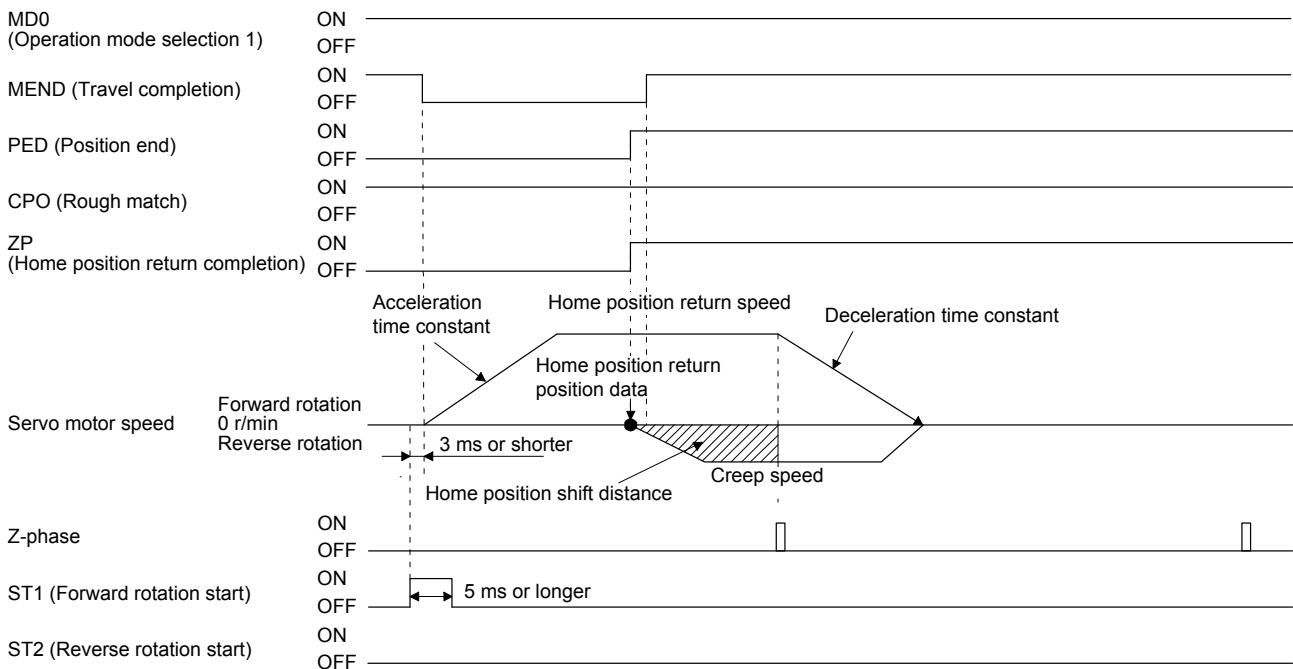 MD0
(Operation mode selection 1)
ON
OFF
MEND (Travel completion)
ON
OFF
PED (Position end)
ON
OFF
CPO (Rough match)
ON
OFF
ZP
(Home position return completion)
ON
OFF
Acceleration
time constant
Home position return speed
Deceleration time constant
Home position return
position data
Servo motor speed
Forward rotation
0 r/min
Reverse rotation
3 ms or shorter
Creep speed
Home position shift distance
Z-phase
ON
OFF
ST1 (Forward rotation start)
ON
OFF
5 ms or longer
ST2 (Reverse rotation start)
ON
OFF